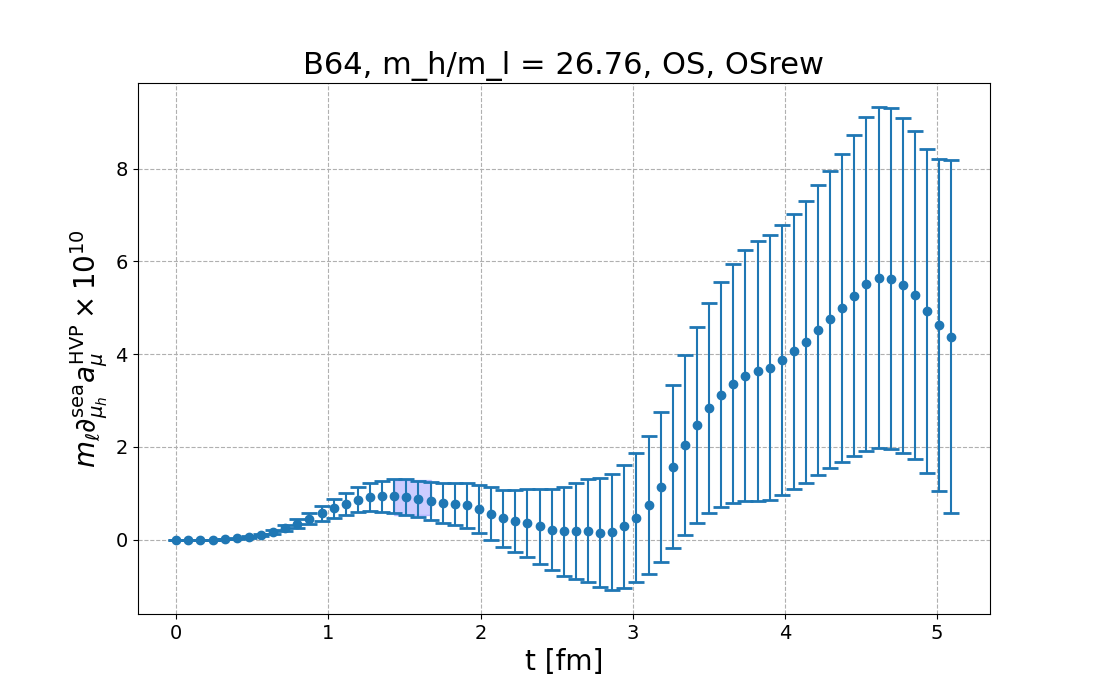 B64, m_h/m_l = 26.76, OS, OSrew
m_ℓ ∂_{μ_h}^{sea} a_μ^{HVP} × 10^{10}
8
6
4
2
0
0 1 2 3 4 5
t [fm]